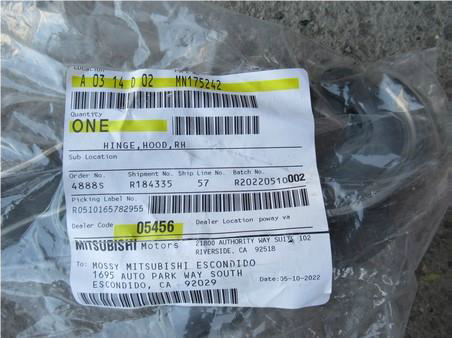 Location
A 03 14 D 02 MN175242
Quantity
ONE
HINGE,HOOD,RH
Sub Location
Order No. Shipment No. Ship Line No. Batch No.
4888S R184335 57 R20220510002
Picking Label No.
R0510165782955
Dealer Code 05456 Dealer Location poway va
MITSUBISHI Motors 21800 AUTHORITY WAY SUITE 102
RIVERSIDE, CA 92518
To: MOSSY MITSUBISHI ESCONDIDO
1695 AUTO PARK WAY SOUTH
ESCONDIDO, CA 92029
Date:05-10-2022